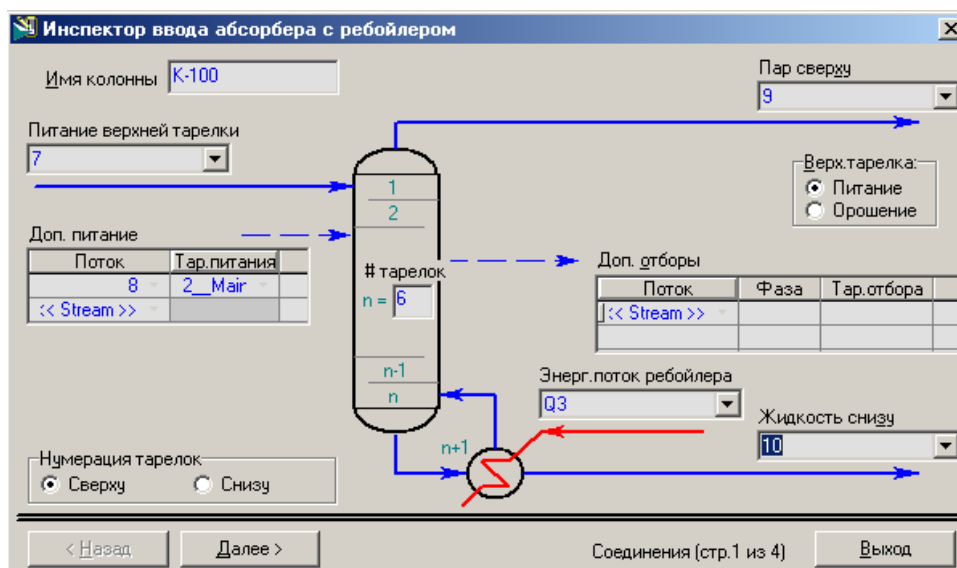 Инспектор ввода абсорбера с ребойлером
Имя колонны K-100
Пар сверху
9
Питание верхней тарелки
7
Верх.тарелка:
Питание
Орошение
1
2
Доп. питание
Поток Тар.питания
8 2__Mair
<< Stream >>
# тарелок
n = 6
Доп. отборы
Поток Фаза Тар.отбора
<< Stream >>
n-1
n
Энерг.поток ребойлера
Q3
Жидкость снизу
10
n+1
Нумерация тарелок
Сверху Снизу
< Назад Далее > Соединения (стр.1 из 4) Выход